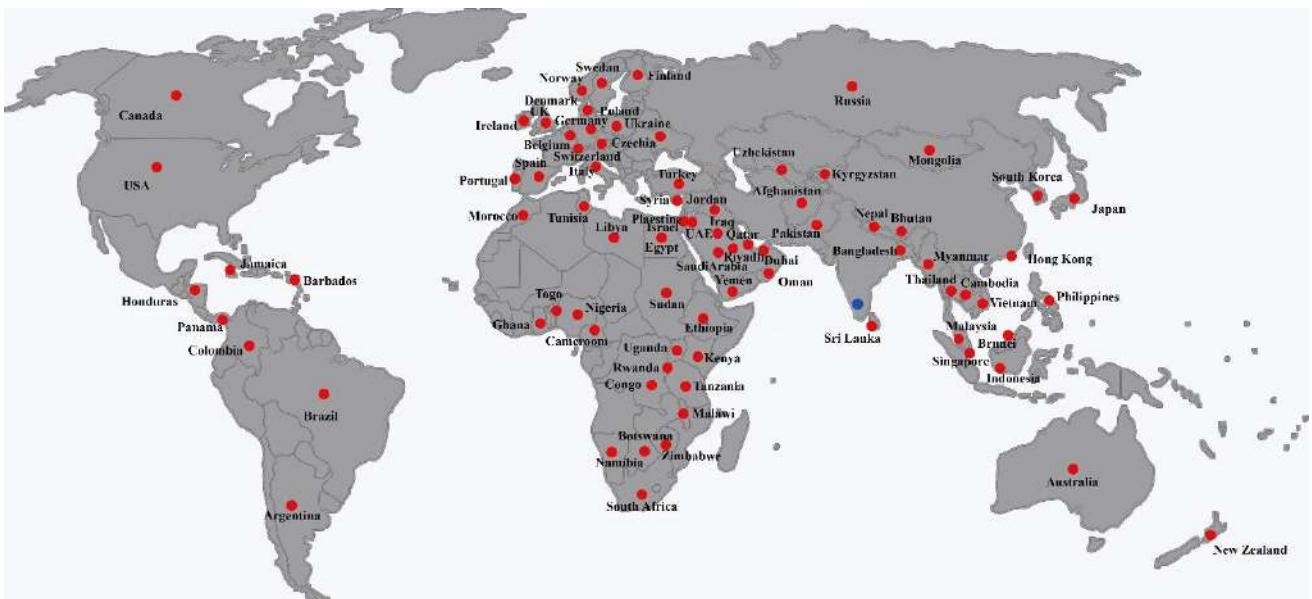 Swedan
Norway
Finland
Russia
Canada
Denmark
UK
Puland
Ireland
Germany
Ukraine
Belgium
Czechia
Switzerland
Uzbekistan
Mongolia
USA
Spain
Italy
Turkey
Kyrgyzstan
South Korea
Portugal
Afghanistan
Syria
Jordan
Japan
Morocco
Tunisia
Plaesting
Iraq
Nepal
Bhutan
Libya
Israel
UAE
Qatar
Pakistan
Egypt
Riyadh
Bangladesh
Myanmar
Hong Kong
Jamaica
Saudi Arabia
Dubai
Barbados
Yemen
Oman
Thailand
Cambodia
Honduras
Togo
Sudan
Vietnam
Philippines
Panama
Ghana
Nigeria
Ethiopia
Malaysia
Cameroom
Sri Lanka
Brunei
Colombia
Uganda
Kenya
Singapore
Rwanda
Indonesia
Congo
Tanzania
Brazil
Malawi
Botswana
Zimbabwe
Namibia
Australia
South Africa
Argentina
New Zealand